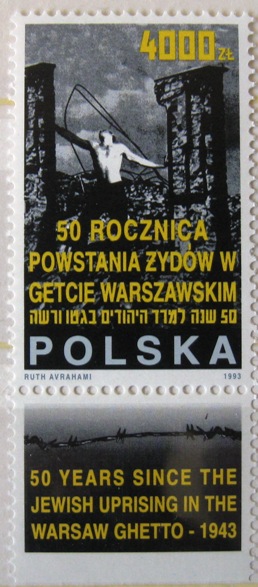 4000 ZŁ
50 ROCZNICA
POWSTANIA ŻYDÓW W
GETCIE WARSZAWSKIM
50 שנה למרד היהודים בגטו ורשה
POLSKA
RUTH AVRAHAMI 1993
50 YEARS SINCE THE
JEWISH UPRISING IN THE
WARSAW GHETTO - 1943